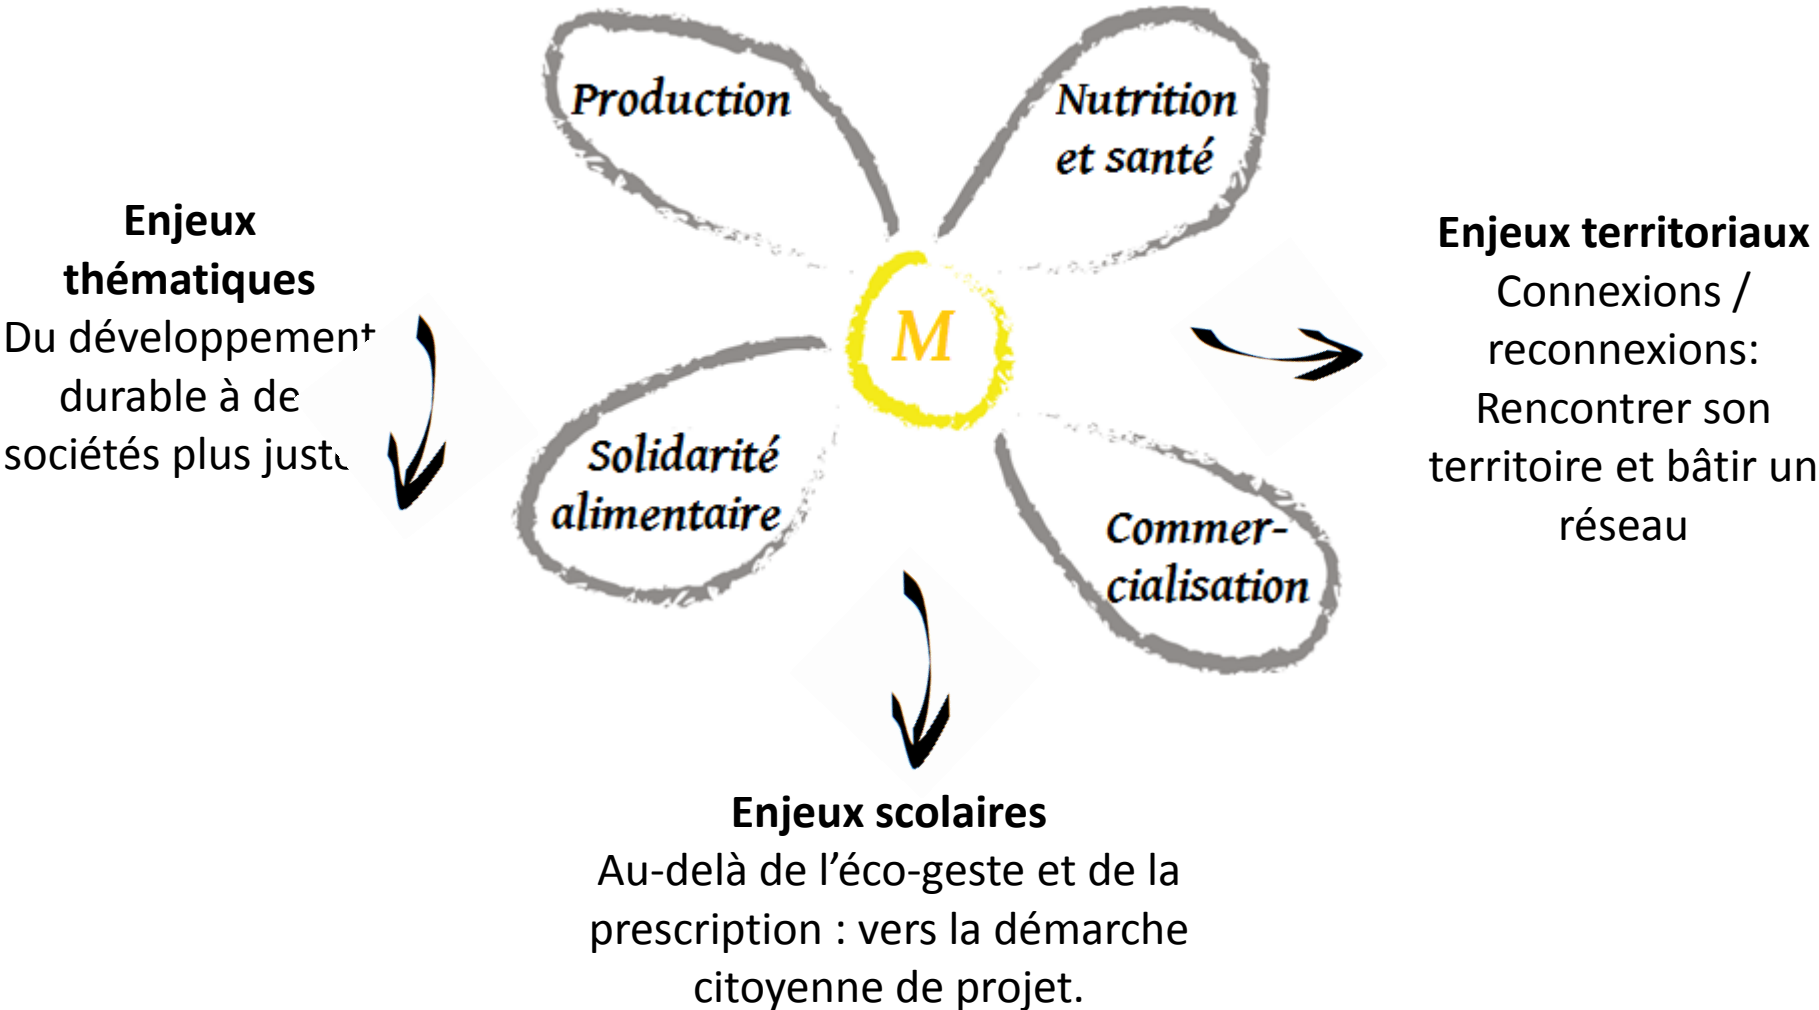 Production
Nutrition
et santé
Enjeux
thématiques
Du développement
durable à de
sociétés plus juste
M
Solidarité
alimentaire
Commer-
cialisation
Enjeux territoriaux
Connexions /
reconnexions:
Rencontrer son
territoire et bâtir un
réseau
Enjeux scolaires
Au-delà de l’éco-geste et de la
prescription : vers la démarche
citoyenne de projet.